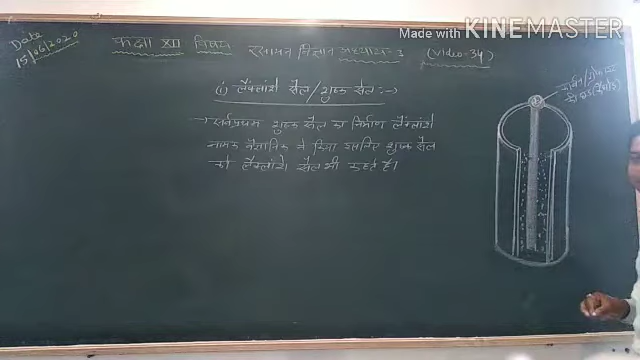 Made with KINEMASTER
Date
15/06/2020
कक्षा XII विषय रसायन विज्ञान अध्याय-3 (Video-34)
(i) लैक्लांशे सैल/शुष्क सेल :-
→ सर्वप्रथम शुष्क सैल का निर्माण लैक्लांशे
नामक वैज्ञानिक ने किया इसलिए शुष्क सैल
को लैक्लांशे सैल भी कहते है।